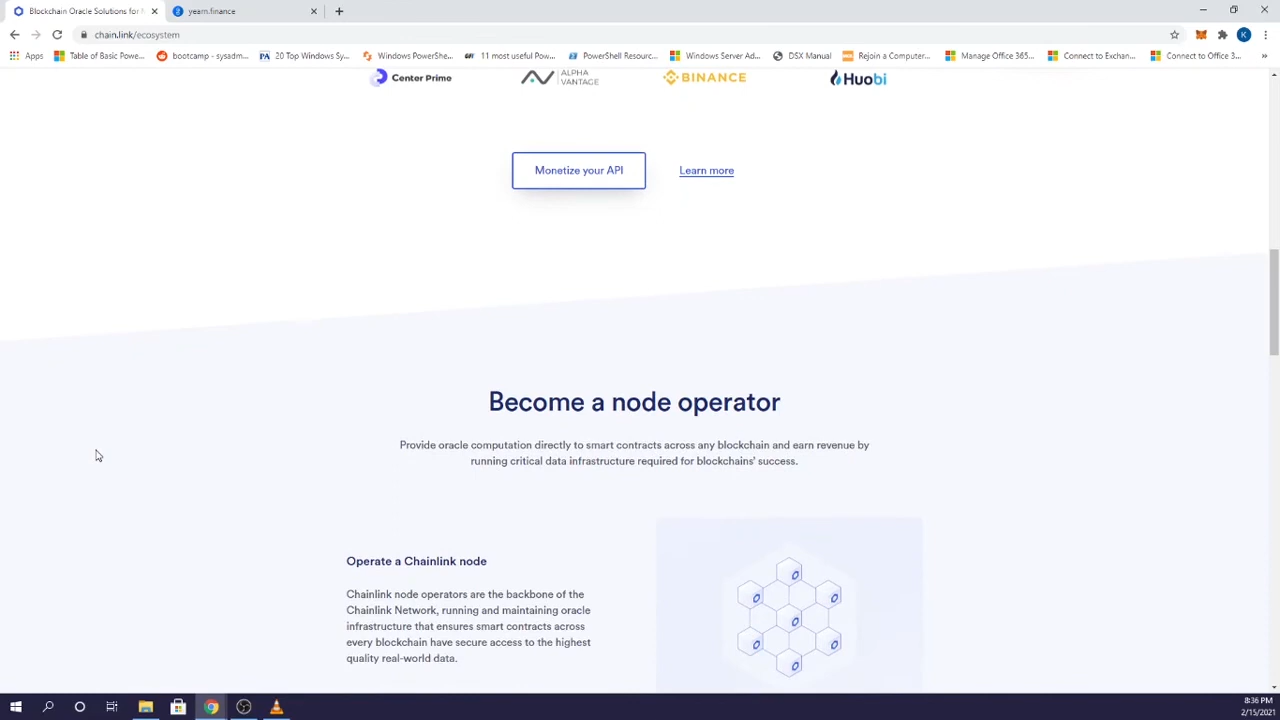 Blockchain Oracle Solutions for
yearn.finance
chain.link/ecosystem
Apps
Table of Basic Powe...
bootcamp - sysadm...
PA 20 Top Windows Sy...
Windows PowerShe...
11 most useful Pow...
PowerShell Resourc...
Windows Server Ad...
DSX Manual
Rejoin a Computer...
Manage Office 365...
Connect to Exchan...
Connect to Office 3...
Center Prime
ALPHA
VANTAGE
BINANCE
Huobi
Monetize your API
Learn more
Become a node operator
Provide oracle computation directly to smart contracts across any blockchain and earn revenue by
running critical data infrastructure required for blockchains' success.
Operate a Chainlink node
Chainlink node operators are the backbone of the
Chainlink Network, running and maintaining oracle
infrastructure that ensures smart contracts across
every blockchain have secure access to the highest
quality real-world data.
8:36 PM
2/15/2021